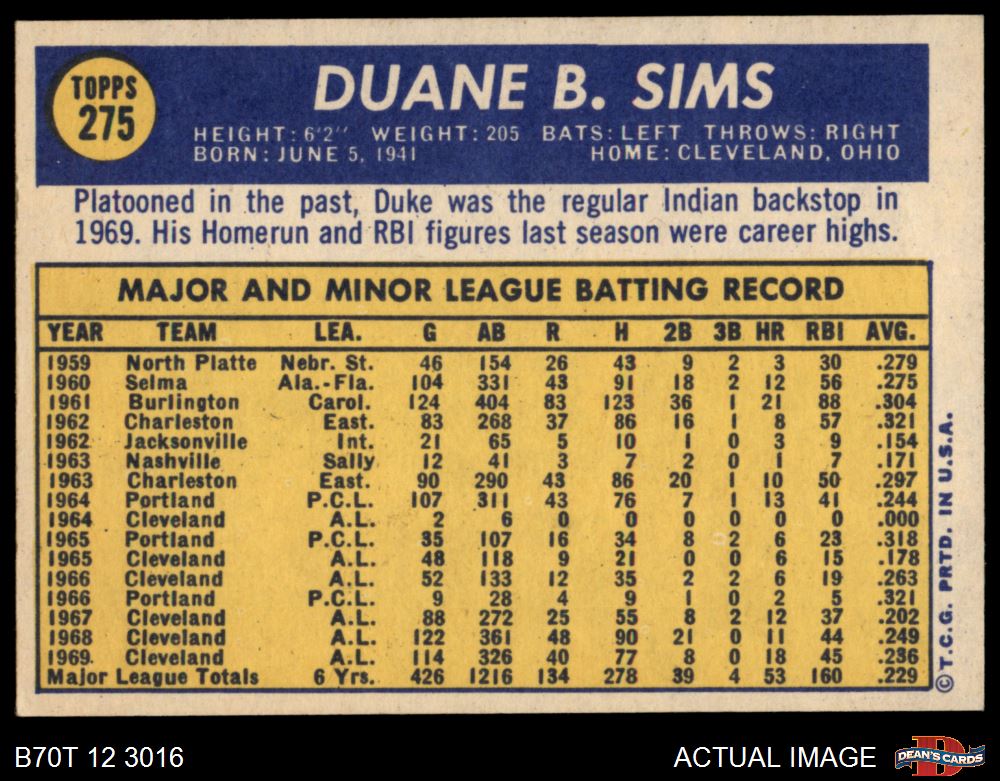 TOPPS
275
DUANE B. SIMS
HEIGHT: 6'2" WEIGHT: 205 BATS: LEFT THROWS: RIGHT
BORN: JUNE 5, 1941 HOME: CLEVELAND, OHIO
Platooned in the past, Duke was the regular Indian backstop in
1969. His Homerun and RBI figures last season were career highs.
MAJOR AND MINOR LEAGUE BATTING RECORD
YEAR TEAM LEA. G AB R H 2B 3B HR RBI AVG.
1959 North Platte Nebr. St. 46 154 26 43 9 2 3 30 .279
1960 Selma Ala.-Fla. 104 331 43 91 18 2 12 56 .275
1961 Burlington Carol. 124 404 83 123 36 1 21 88 .304
1962 Charleston East. 83 268 37 86 16 1 8 57 .321
1962 Jacksonville Int. 21 65 5 10 1 0 3 9 .154
1963 Nashville Sally 12 41 3 7 2 0 1 7 .171
1963 Charleston East. 90 290 43 86 20 1 10 50 .297
1964 Portland P.C.L. 107 311 43 76 7 1 13 41 .244
1964 Cleveland A.L. 2 6 0 0 0 0 0 0 .000
1965 Portland P.C.L. 35 107 16 34 8 2 6 23 .318
1965 Cleveland A.L. 48 118 9 21 0 0 6 15 .178
1966 Cleveland A.L. 52 133 12 35 2 2 6 19 .263
1966 Portland P.C.L. 9 28 4 9 1 0 2 5 .321
1967 Cleveland A.L. 88 272 25 55 8 2 12 37 .202
1968 Cleveland A.L. 122 361 48 90 21 0 11 44 .249
1969 Cleveland A.L. 114 326 40 77 8 0 18 45 .236
Major League Totals 6 Yrs. 426 1216 134 278 39 4 53 160 .229
©T.C.G. PRTD. IN U.S.A.
B70T 12 3016 ACTUAL IMAGE
D
DEAN'S CARDS